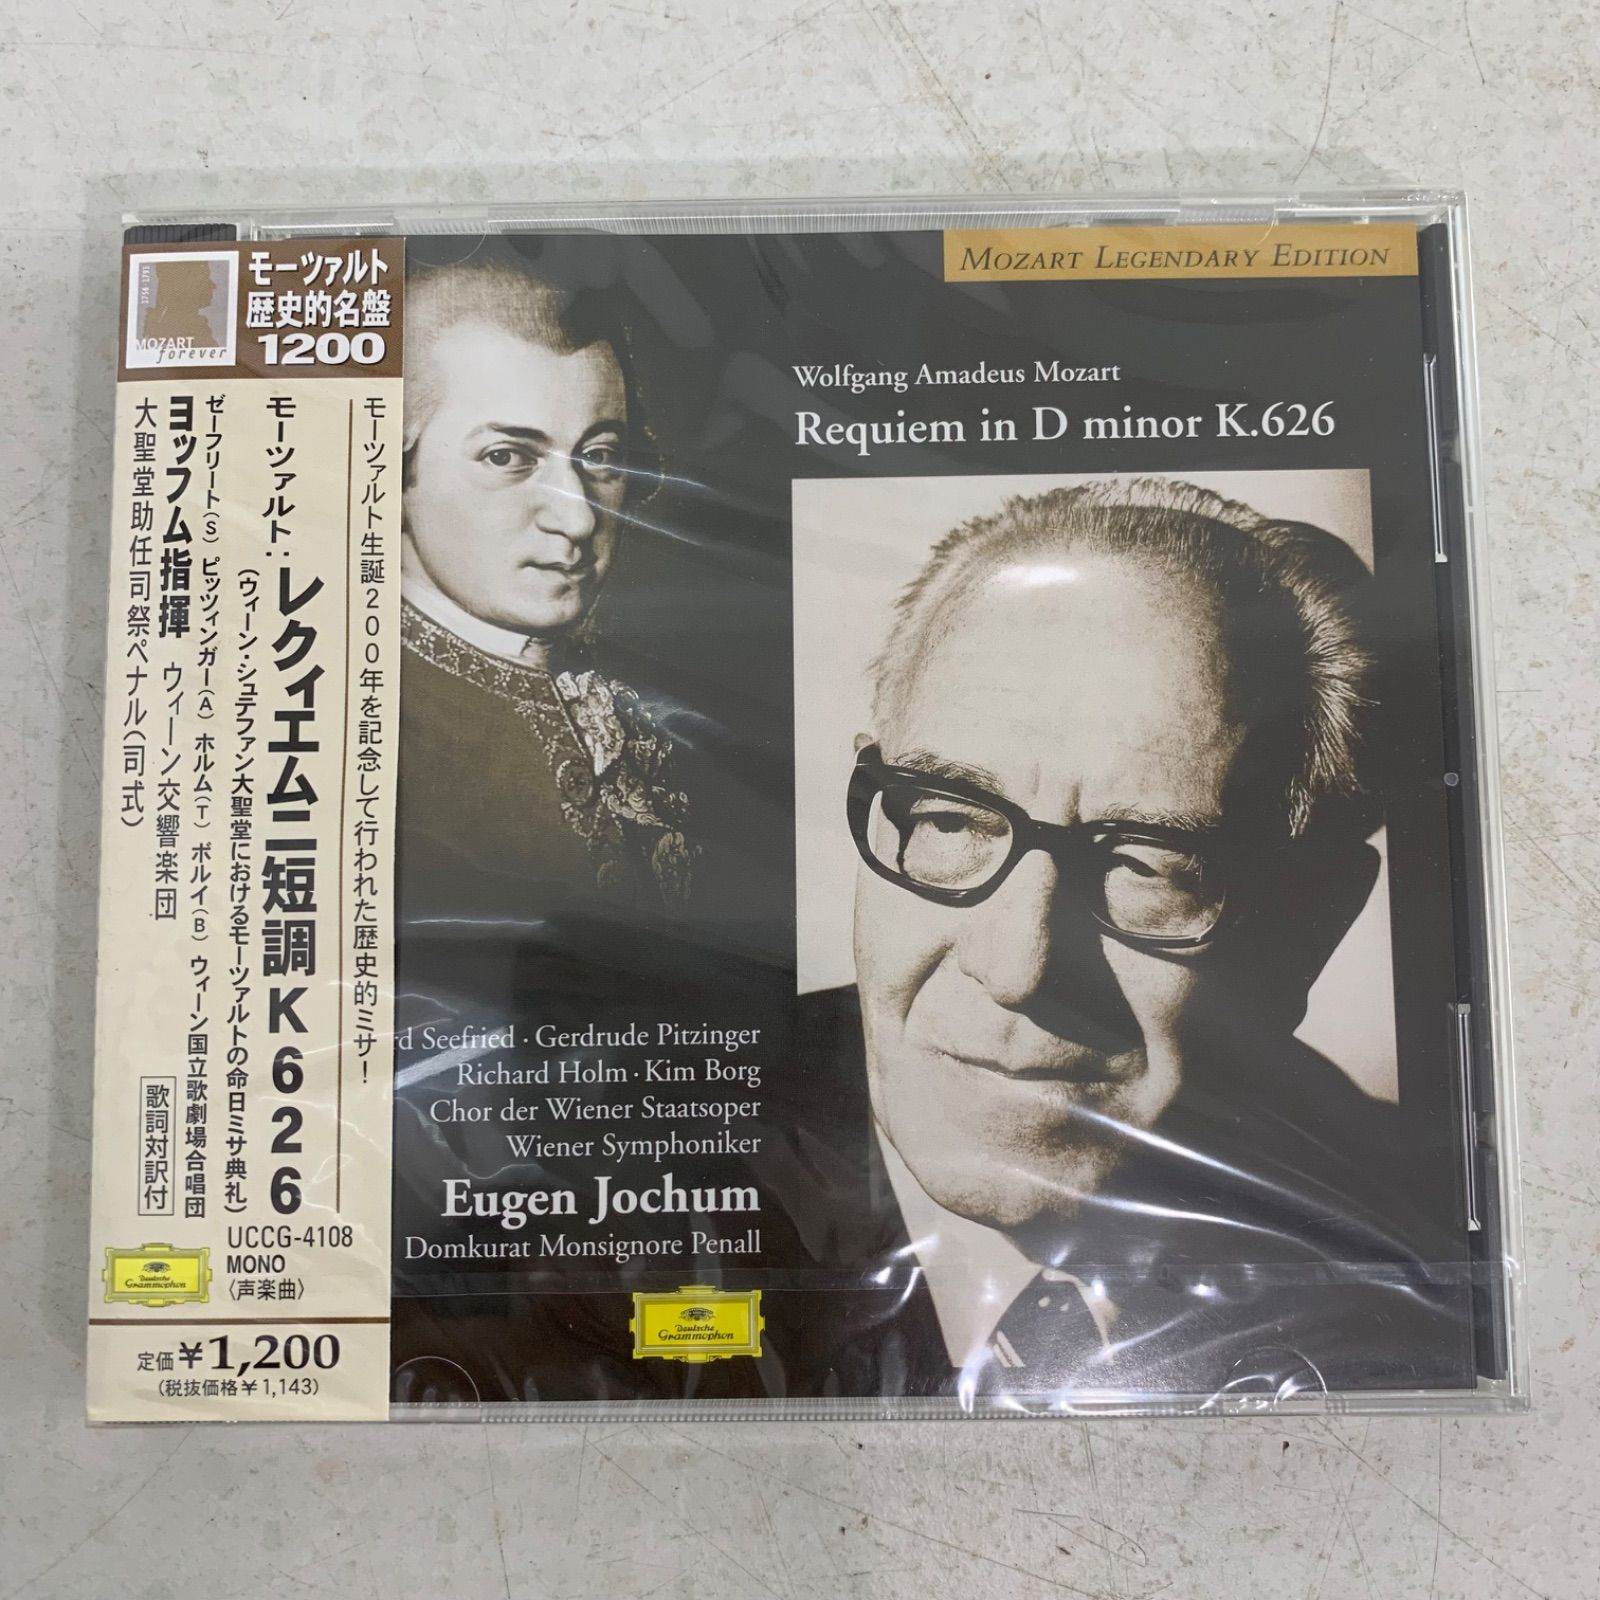 1756-1791
MOZART
forever
モーツァルト
歴史的名盤
1200
モーツァルト生誕200年を記念して行われた歴史的ミサ!
モーツァルト:レクィエムニ短調K626
(ウィーン・シュテファン大聖堂におけるモーツァルトの命日ミサ典礼)
ゼーフリート(S) ピッツィンガー(A) ホルム(T) ボルイ(B) ウィーン国立歌劇場合唱団
ヨッフム指揮 ウィーン交響楽団
大聖堂助任司祭ペナル(司式)
歌詞対訳付
UCCG-4108
MONO
〈声楽曲〉
Deutsche
Grammophon
定価¥1,200
(税抜価格¥1,143)
MOZART LEGENDARY EDITION
Wolfgang Amadeus Mozart
Requiem in D minor K.626
rd Seefried · Gerdrude Pitzinger
Richard Holm · Kim Borg
Chor der Wiener Staatsoper
Wiener Symphoniker
Eugen Jochum
Domkurat Monsignore Penall
Deutsche
Grammophon